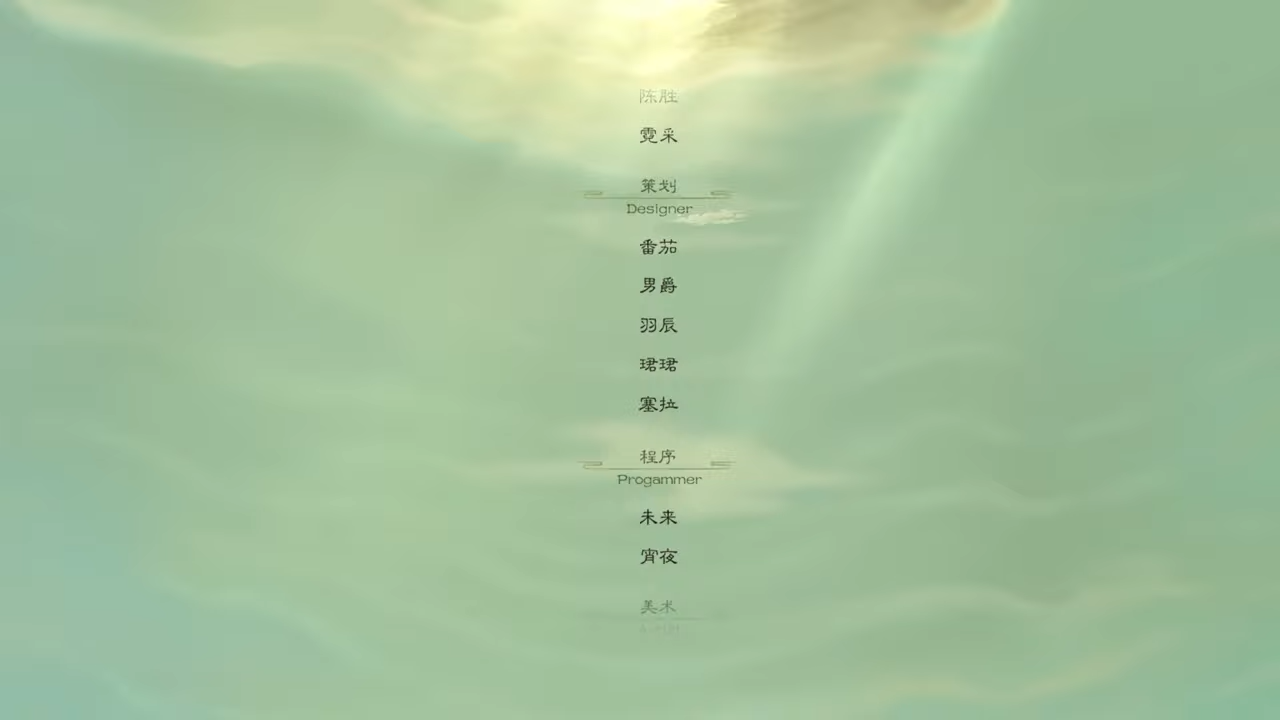 陈胜
霓采
策划
Designer
番茄
男爵
羽辰
珺珺
塞拉
程序
Progammer
未来
宵夜
美术